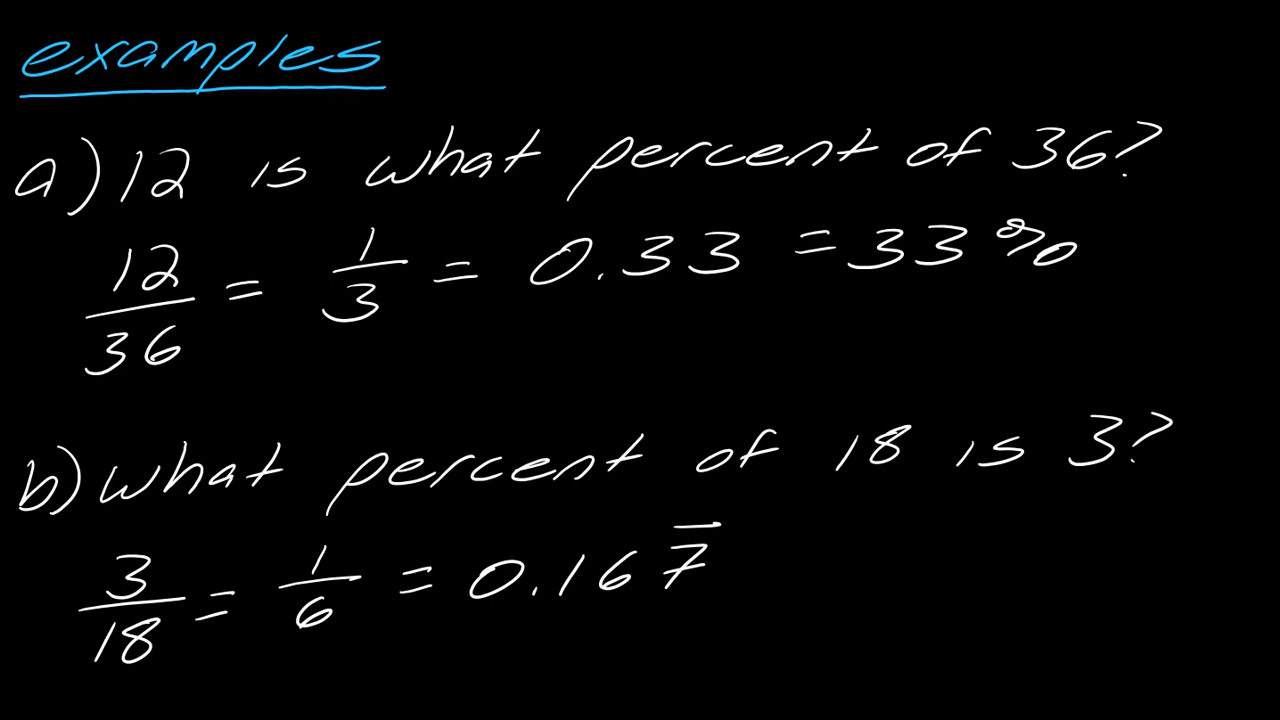 examples
a) 12 is what percent of 36?
12/36 = 1/3 = 0.33 = 33%
b) what percent of 18 is 3?
3/18 = 1/6 = 0.167̅